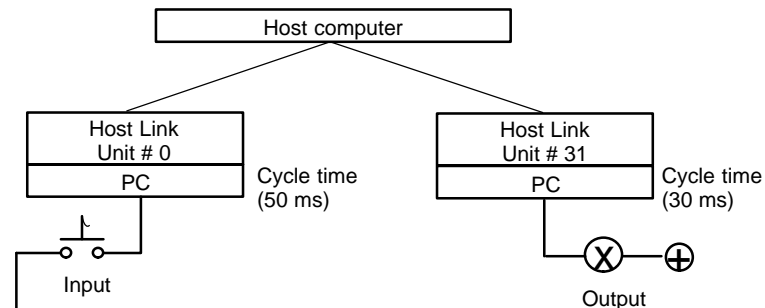 Host computer
Host Link
Unit # 0
PC
Cycle time
(50 ms)
Input
Host Link
Unit # 31
PC
Cycle time
(30 ms)
X
Output